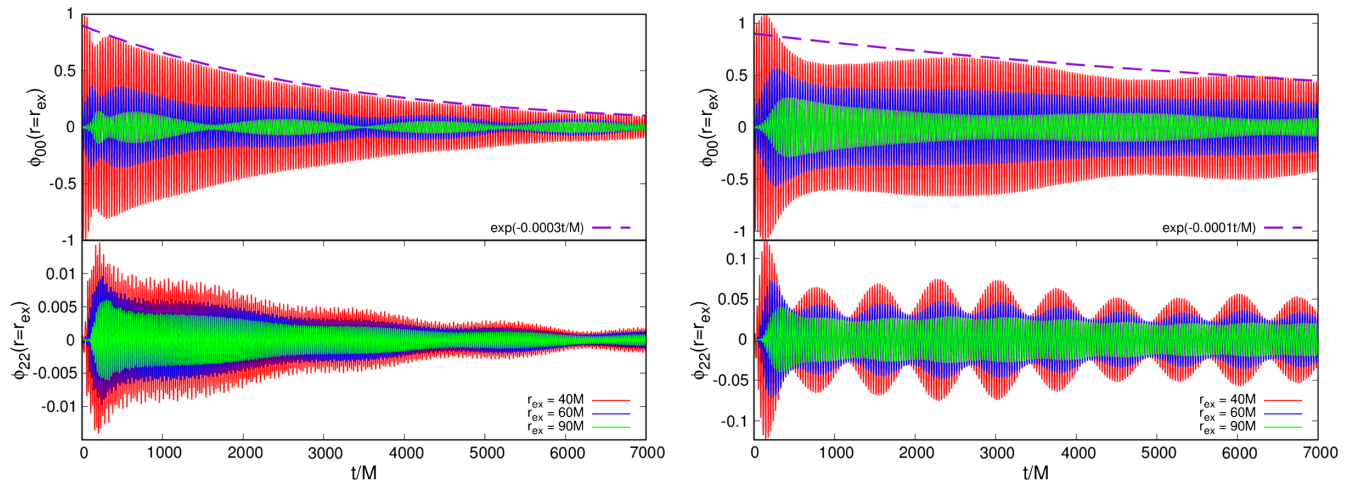 1
0.5
0
-0.5
-1
ϕ00(r=rex)
exp(-0.0003t/M)
0.01
0.005
0
-0.005
-0.01
ϕ22(r=rex)
rex = 40M
rex = 60M
rex = 90M
0 1000 2000 3000 4000 5000 6000 7000
t/M
1
0.5
0
-0.5
-1
ϕ00(r=rex)
exp(-0.0001t/M)
0.1
0.05
0
-0.05
-0.1
ϕ22(r=rex)
rex = 40M
rex = 60M
rex = 90M
0 1000 2000 3000 4000 5000 6000 7000
t/M